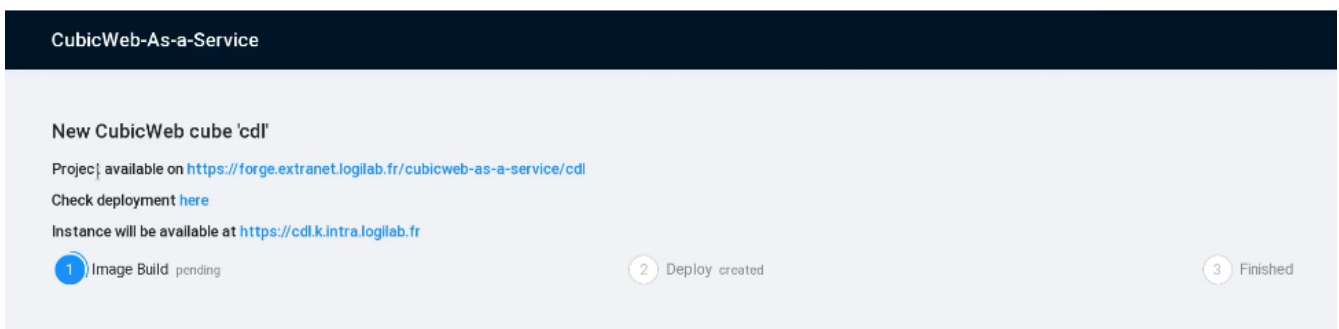 CubicWeb-As-a-Service
New CubicWeb cube 'cdl'
Project available on https://forge.extranet.logilab.fr/cubicweb-as-a-service/cdl
Check deployment here
Instance will be available at https://cdl.k.intra.logilab.fr
1 Image Build pending 2 Deploy created 3 Finished